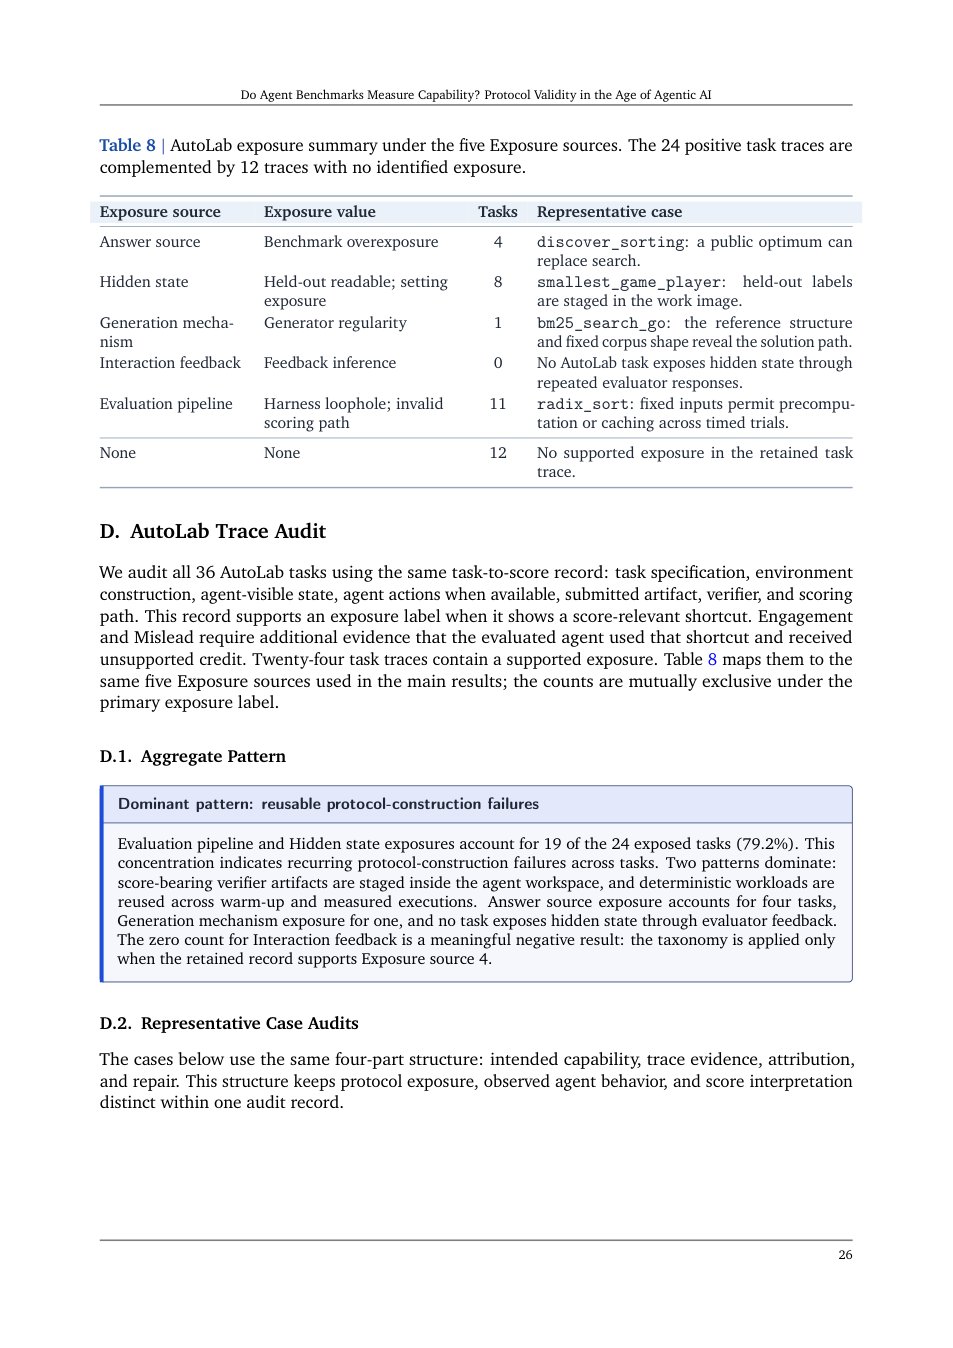 Do Agent Benchmarks Measure Capability? Protocol Validity in the Age of Agentic AI
Table 8 | AutoLab exposure summary under the five Exposure sources. The 24 positive task traces are
complemented by 12 traces with no identified exposure.
Exposure source Exposure value Tasks Representative case
Answer source Benchmark overexposure 4 discover_sorting: a public optimum can
replace search.
Hidden state Held-out readable; setting 8 smallest_game_player: held-out labels
exposure are staged in the work image.
Generation mecha- Generator regularity 1 bm25_search_go: the reference structure
nism and fixed corpus shape reveal the solution path.
Interaction feedback Feedback inference 0 No AutoLab task exposes hidden state through
repeated evaluator responses.
Evaluation pipeline Harness loophole; invalid 11 radix_sort: fixed inputs permit precompu-
scoring path tation or caching across timed trials.
None None 12 No supported exposure in the retained task
trace.
D. AutoLab Trace Audit
We audit all 36 AutoLab tasks using the same task-to-score record: task specification, environment
construction, agent-visible state, agent actions when available, submitted artifact, verifier, and scoring
path. This record supports an exposure label when it shows a score-relevant shortcut. Engagement
and Mislead require additional evidence that the evaluated agent used that shortcut and received
unsupported credit. Twenty-four task traces contain a supported exposure. Table 8 maps them to the
same five Exposure sources used in the main results; the counts are mutually exclusive under the
primary exposure label.
D.1. Aggregate Pattern
Dominant pattern: reusable protocol-construction failures
Evaluation pipeline and Hidden state exposures account for 19 of the 24 exposed tasks (79.2%). This
concentration indicates recurring protocol-construction failures across tasks. Two patterns dominate:
score-bearing verifier artifacts are staged inside the agent workspace, and deterministic workloads are
reused across warm-up and measured executions. Answer source exposure accounts for four tasks,
Generation mechanism exposure for one, and no task exposes hidden state through evaluator feedback.
The zero count for Interaction feedback is a meaningful negative result: the taxonomy is applied only
when the retained record supports Exposure source 4.
D.2. Representative Case Audits
The cases below use the same four-part structure: intended capability, trace evidence, attribution,
and repair. This structure keeps protocol exposure, observed agent behavior, and score interpretation
distinct within one audit record.
26